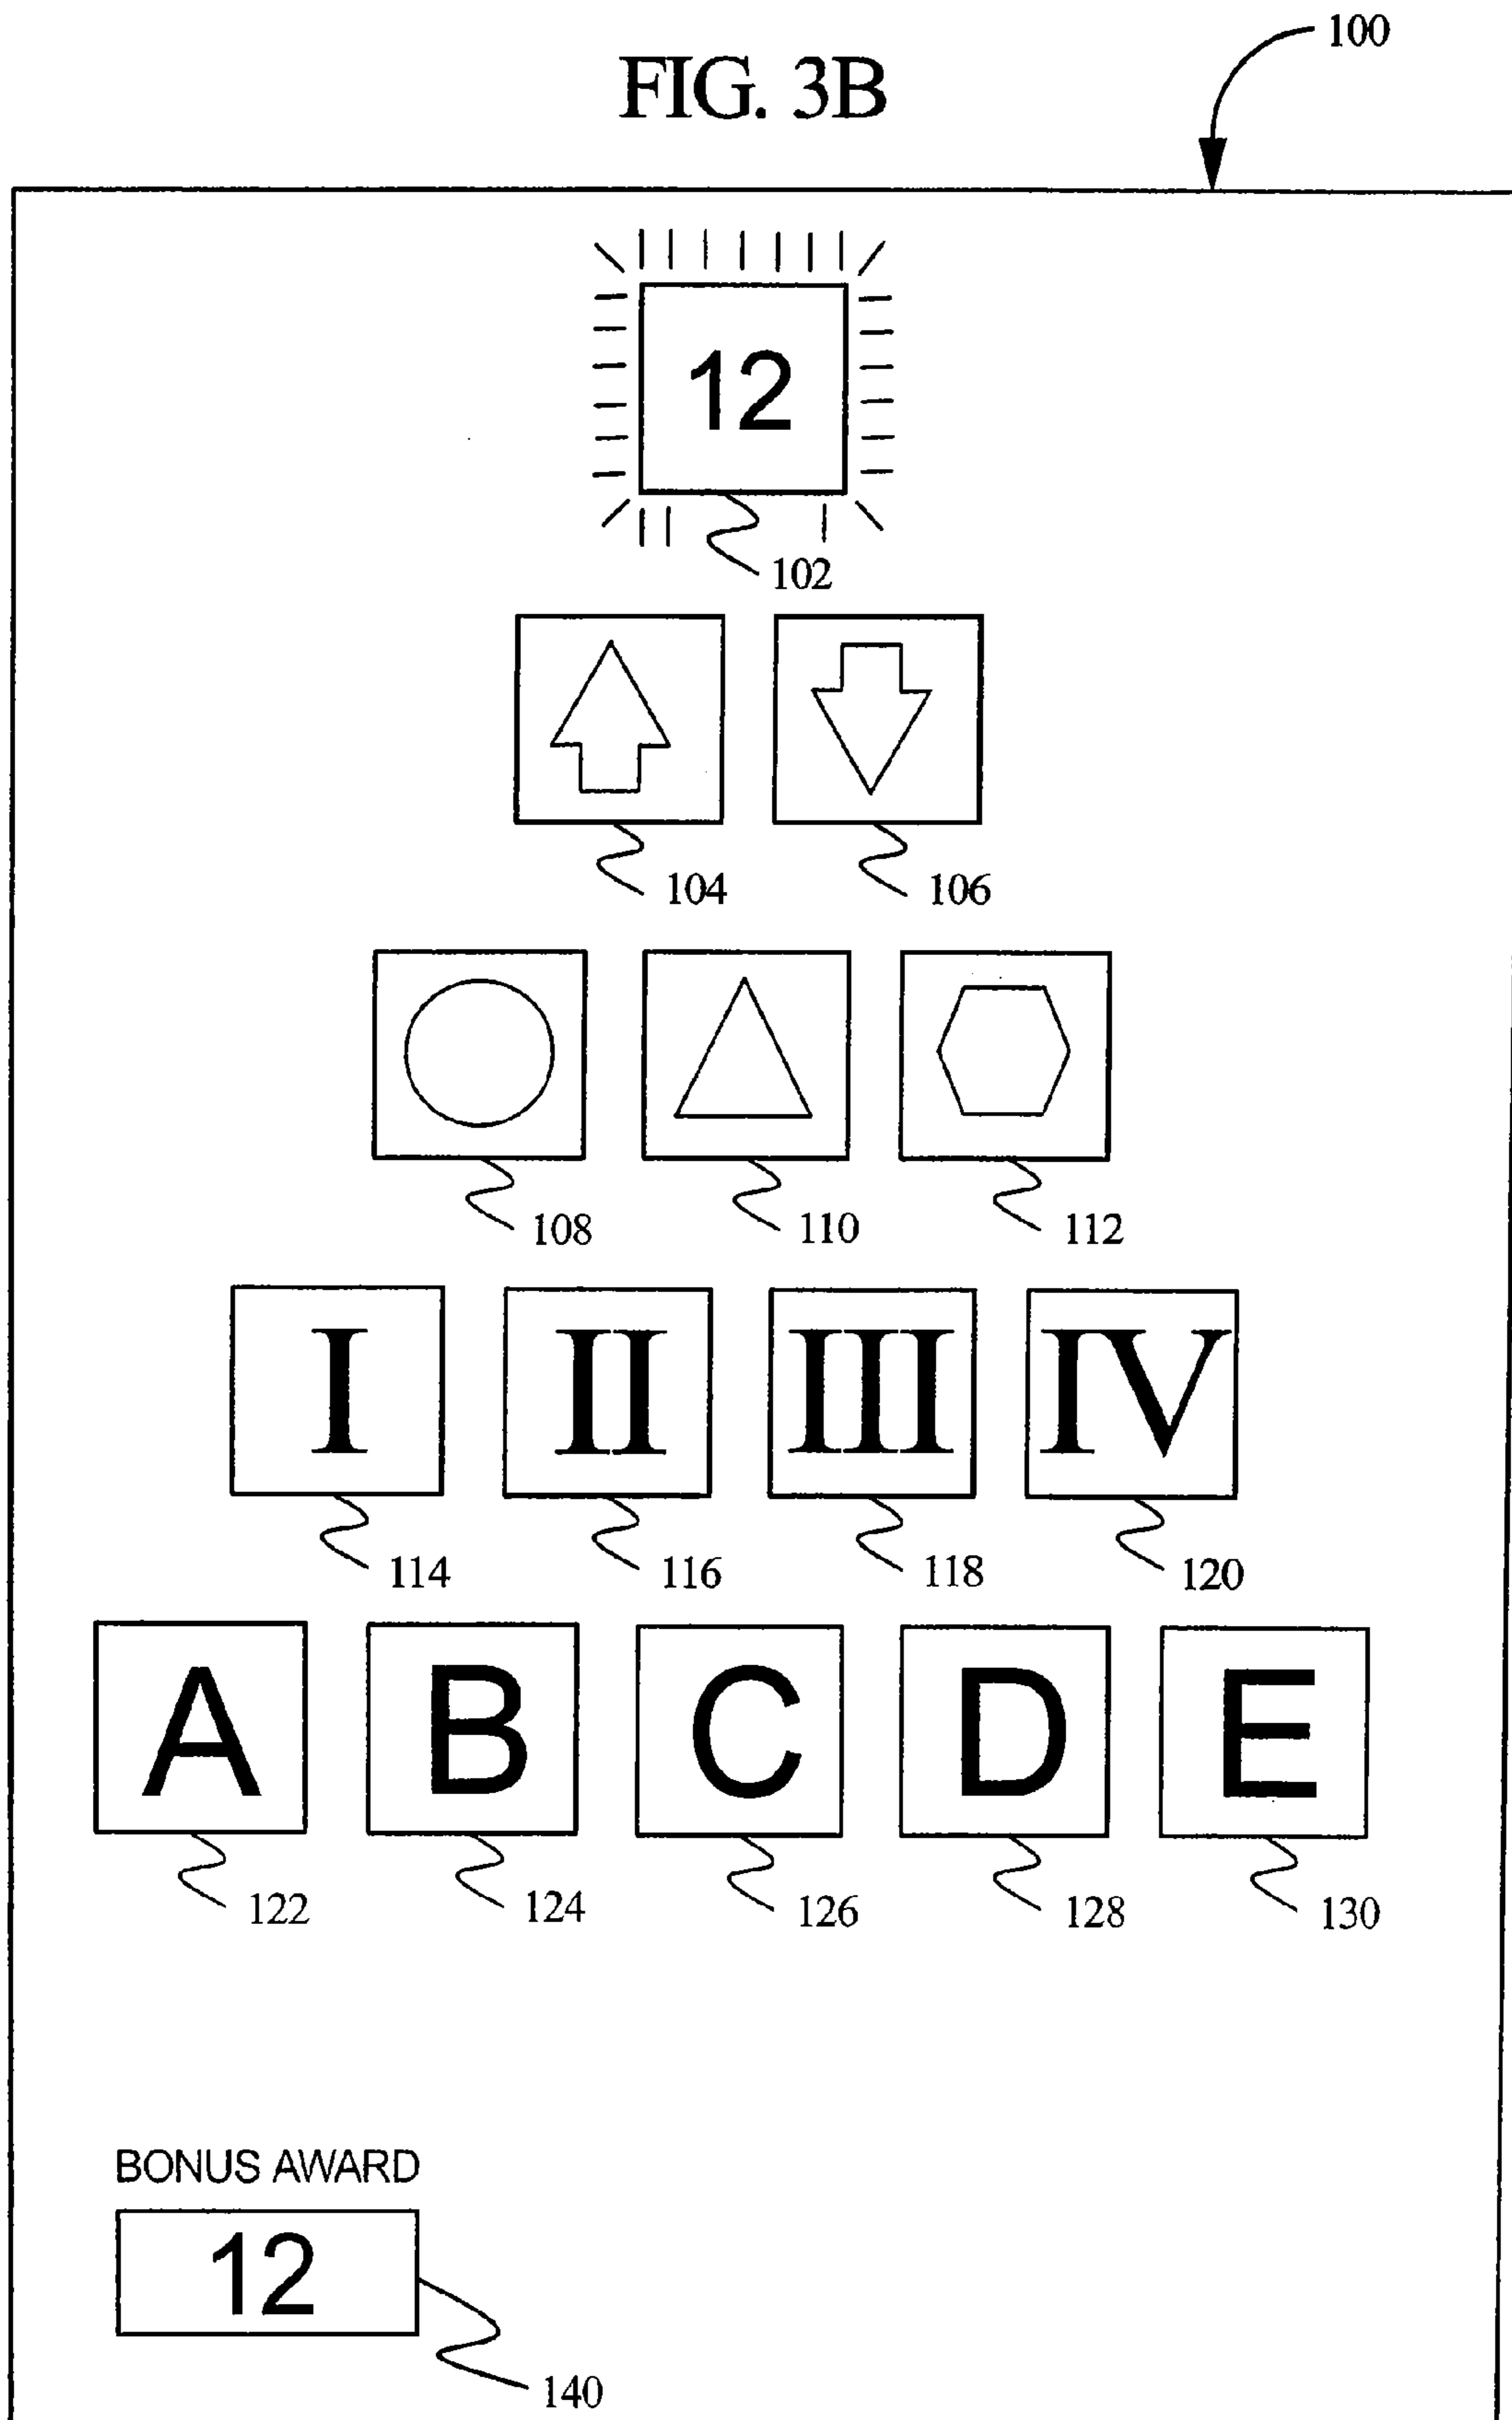 100
FIG. 3B
12
102
104 106
108 110 112
I II III IV
114 116 118 120
A B C D E
122 124 126 128 130
BONUS AWARD
12
140